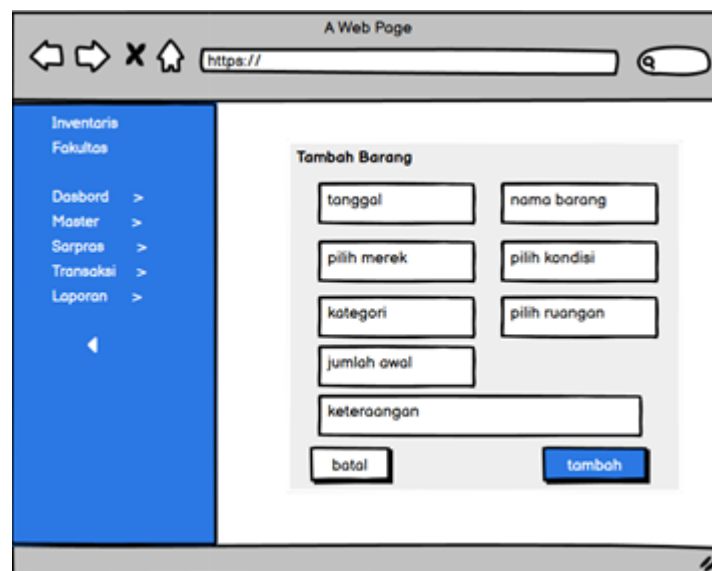 A Web Page
https://
Inventaris
Fakultas
Dasbord >
Master >
Sarpras >
Transaksi >
Laporan >
Tambah Barang
tanggal
nama barang
pilih merek
pilih kondisi
kategori
pilih ruangan
jumlah awal
keteraangan
batal
tambah